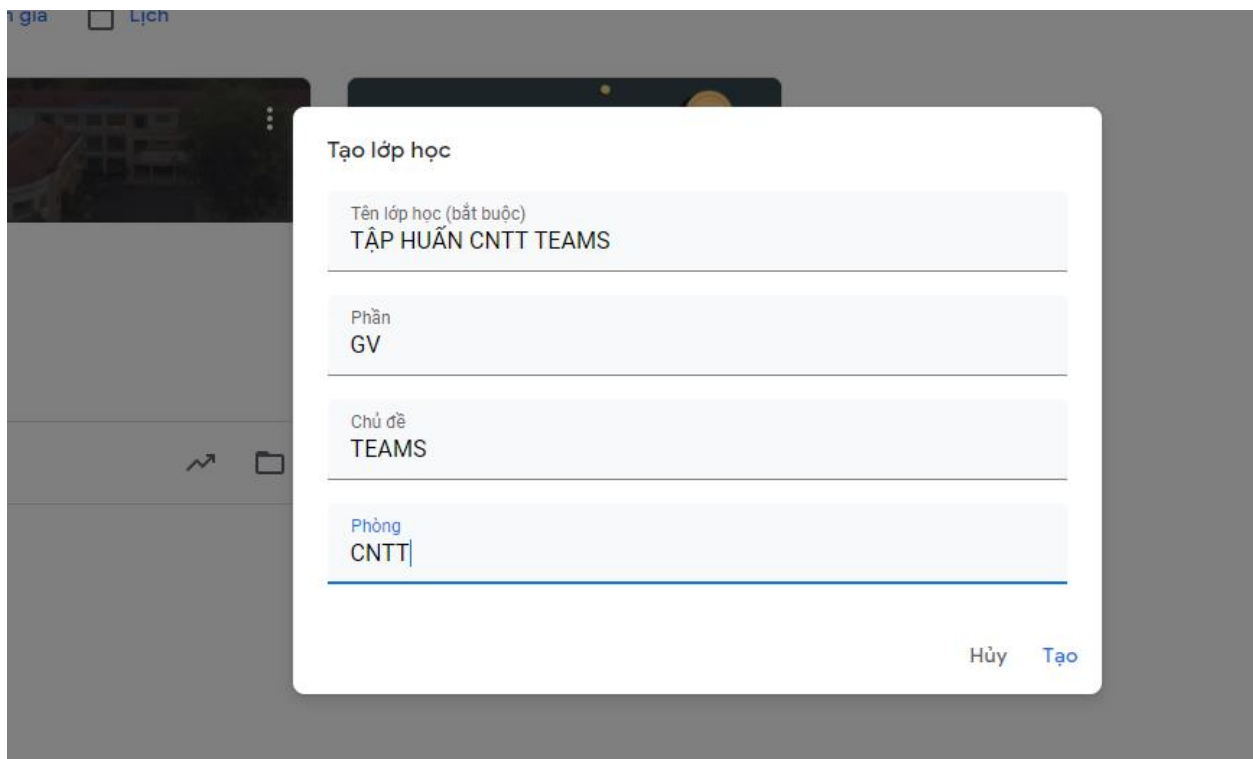 n giá
Lịch
Tạo lớp học
Tên lớp học (bắt buộc)
TẬP HUẤN CNTT TEAMS
Phần
GV
Chủ đề
TEAMS
Phòng
CNTT
Hủy
Tạo